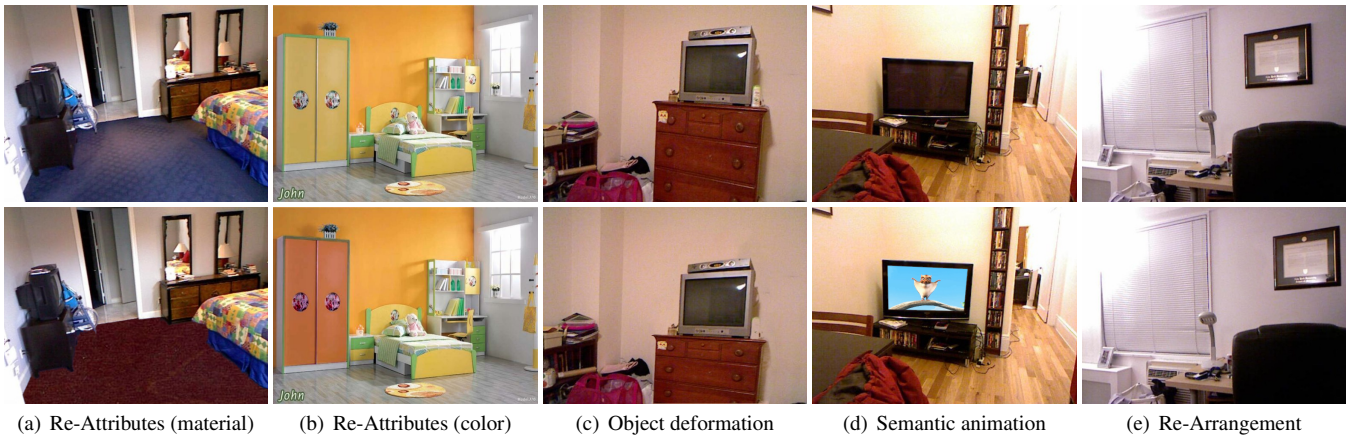 John
John
(a) Re-Attributes (material)
(b) Re-Attributes (color)
(c) Object deformation
(d) Semantic animation
(e) Re-Arrangement